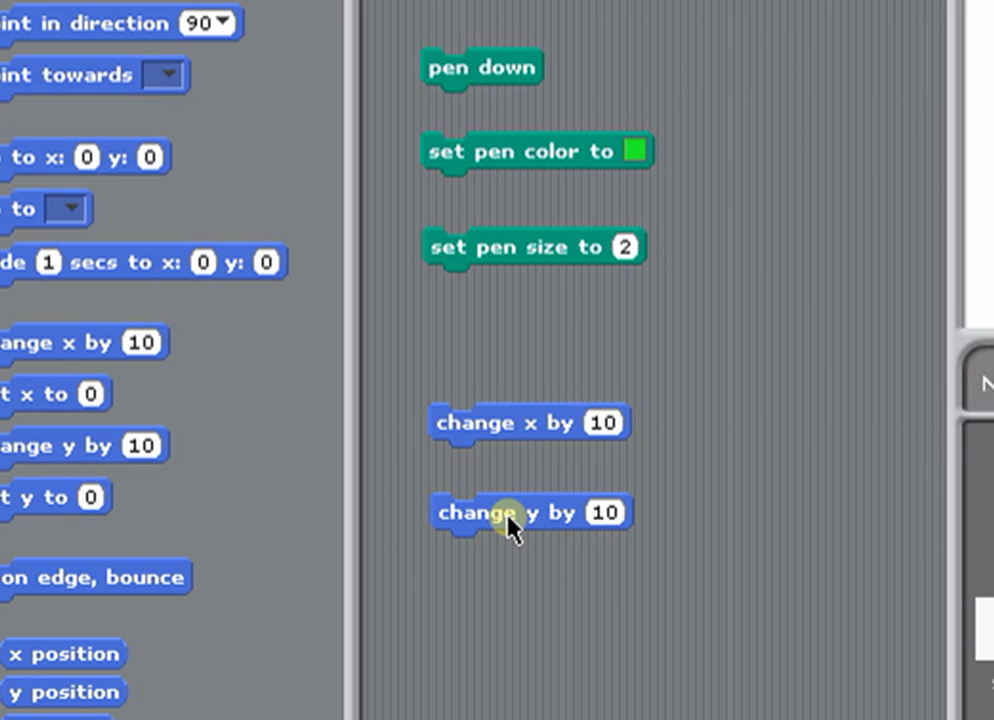 int in direction 90
int towards
to x: 0 y: 0
to
de 1 secs to x: 0 y: 0
ange x by 10
t x to 0
ange y by 10
t y to 0
on edge, bounce
x position
y position
pen down
set pen color to
set pen size to 2
change x by 10
change y by 10
N